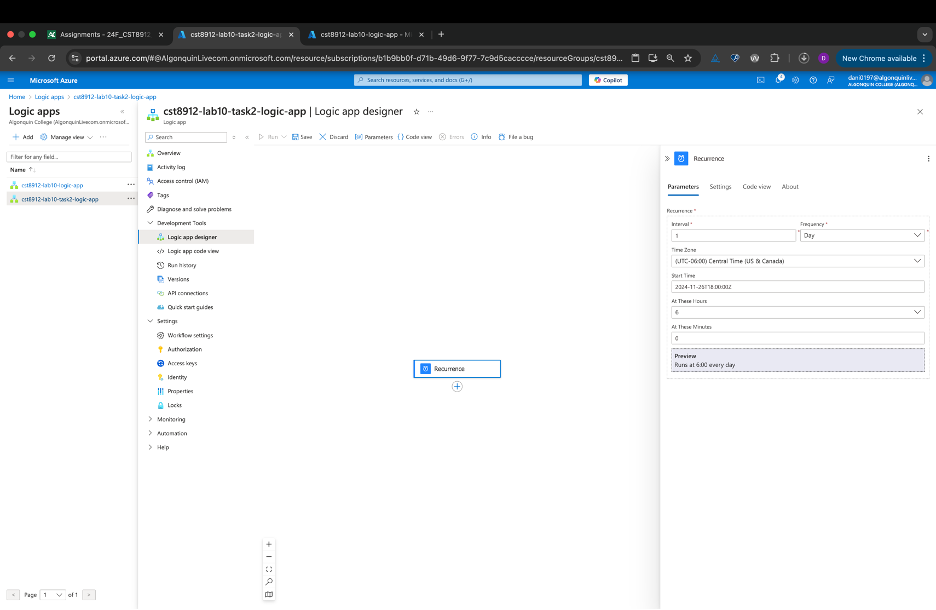 Assignments - 24F_CST8912
cst8912-lab10-task2-logic-ap
cst8912-lab10-logic-app - M
portal.azure.com/#@AlgonquinLivecom.onmicrosoft.com/resource/subscriptions/b1b9bb0f-d71b-49d6-9f77-7c9d5cacccce/resourceGroups/cst89...
D
New Chrome available
Microsoft Azure
Search resources, services, and docs (G+/)
Copilot
dani0197@algonquinliv...
ALGONQUIN COLLEGE (ALGONQ...
Home > Logic apps > cst8912-lab10-task2-logic-app
Logic apps
Algonquin College (AlgonquinLivecom.onmicrosof...
Add
Manage view
...
Filter for any field...
Name ↑↓
cst8912-lab10-logic-app
cst8912-lab10-task2-logic-app
Page 1 of 1
cst8912-lab10-task2-logic-app | Logic app designer
Logic app
Search
Overview
Activity log
Access control (IAM)
Tags
Diagnose and solve problems
Development Tools
Logic app designer
Logic app code view
Run history
Versions
API connections
Quick start guides
Settings
Workflow settings
Authorization
Access keys
Identity
Properties
Locks
Monitoring
Automation
Help
Run
Save
Discard
Parameters
Code view
Errors
Info
File a bug
Recurrence
Recurrence
Parameters
Settings
Code view
About
Recurrence *
Interval *
1
Frequency *
Day
Time Zone
(UTC-06:00) Central Time (US & Canada)
Start Time
2024-11-25T18:00:00Z
At These Hours
6
At These Minutes
0
Preview
Runs at 6:00 every day